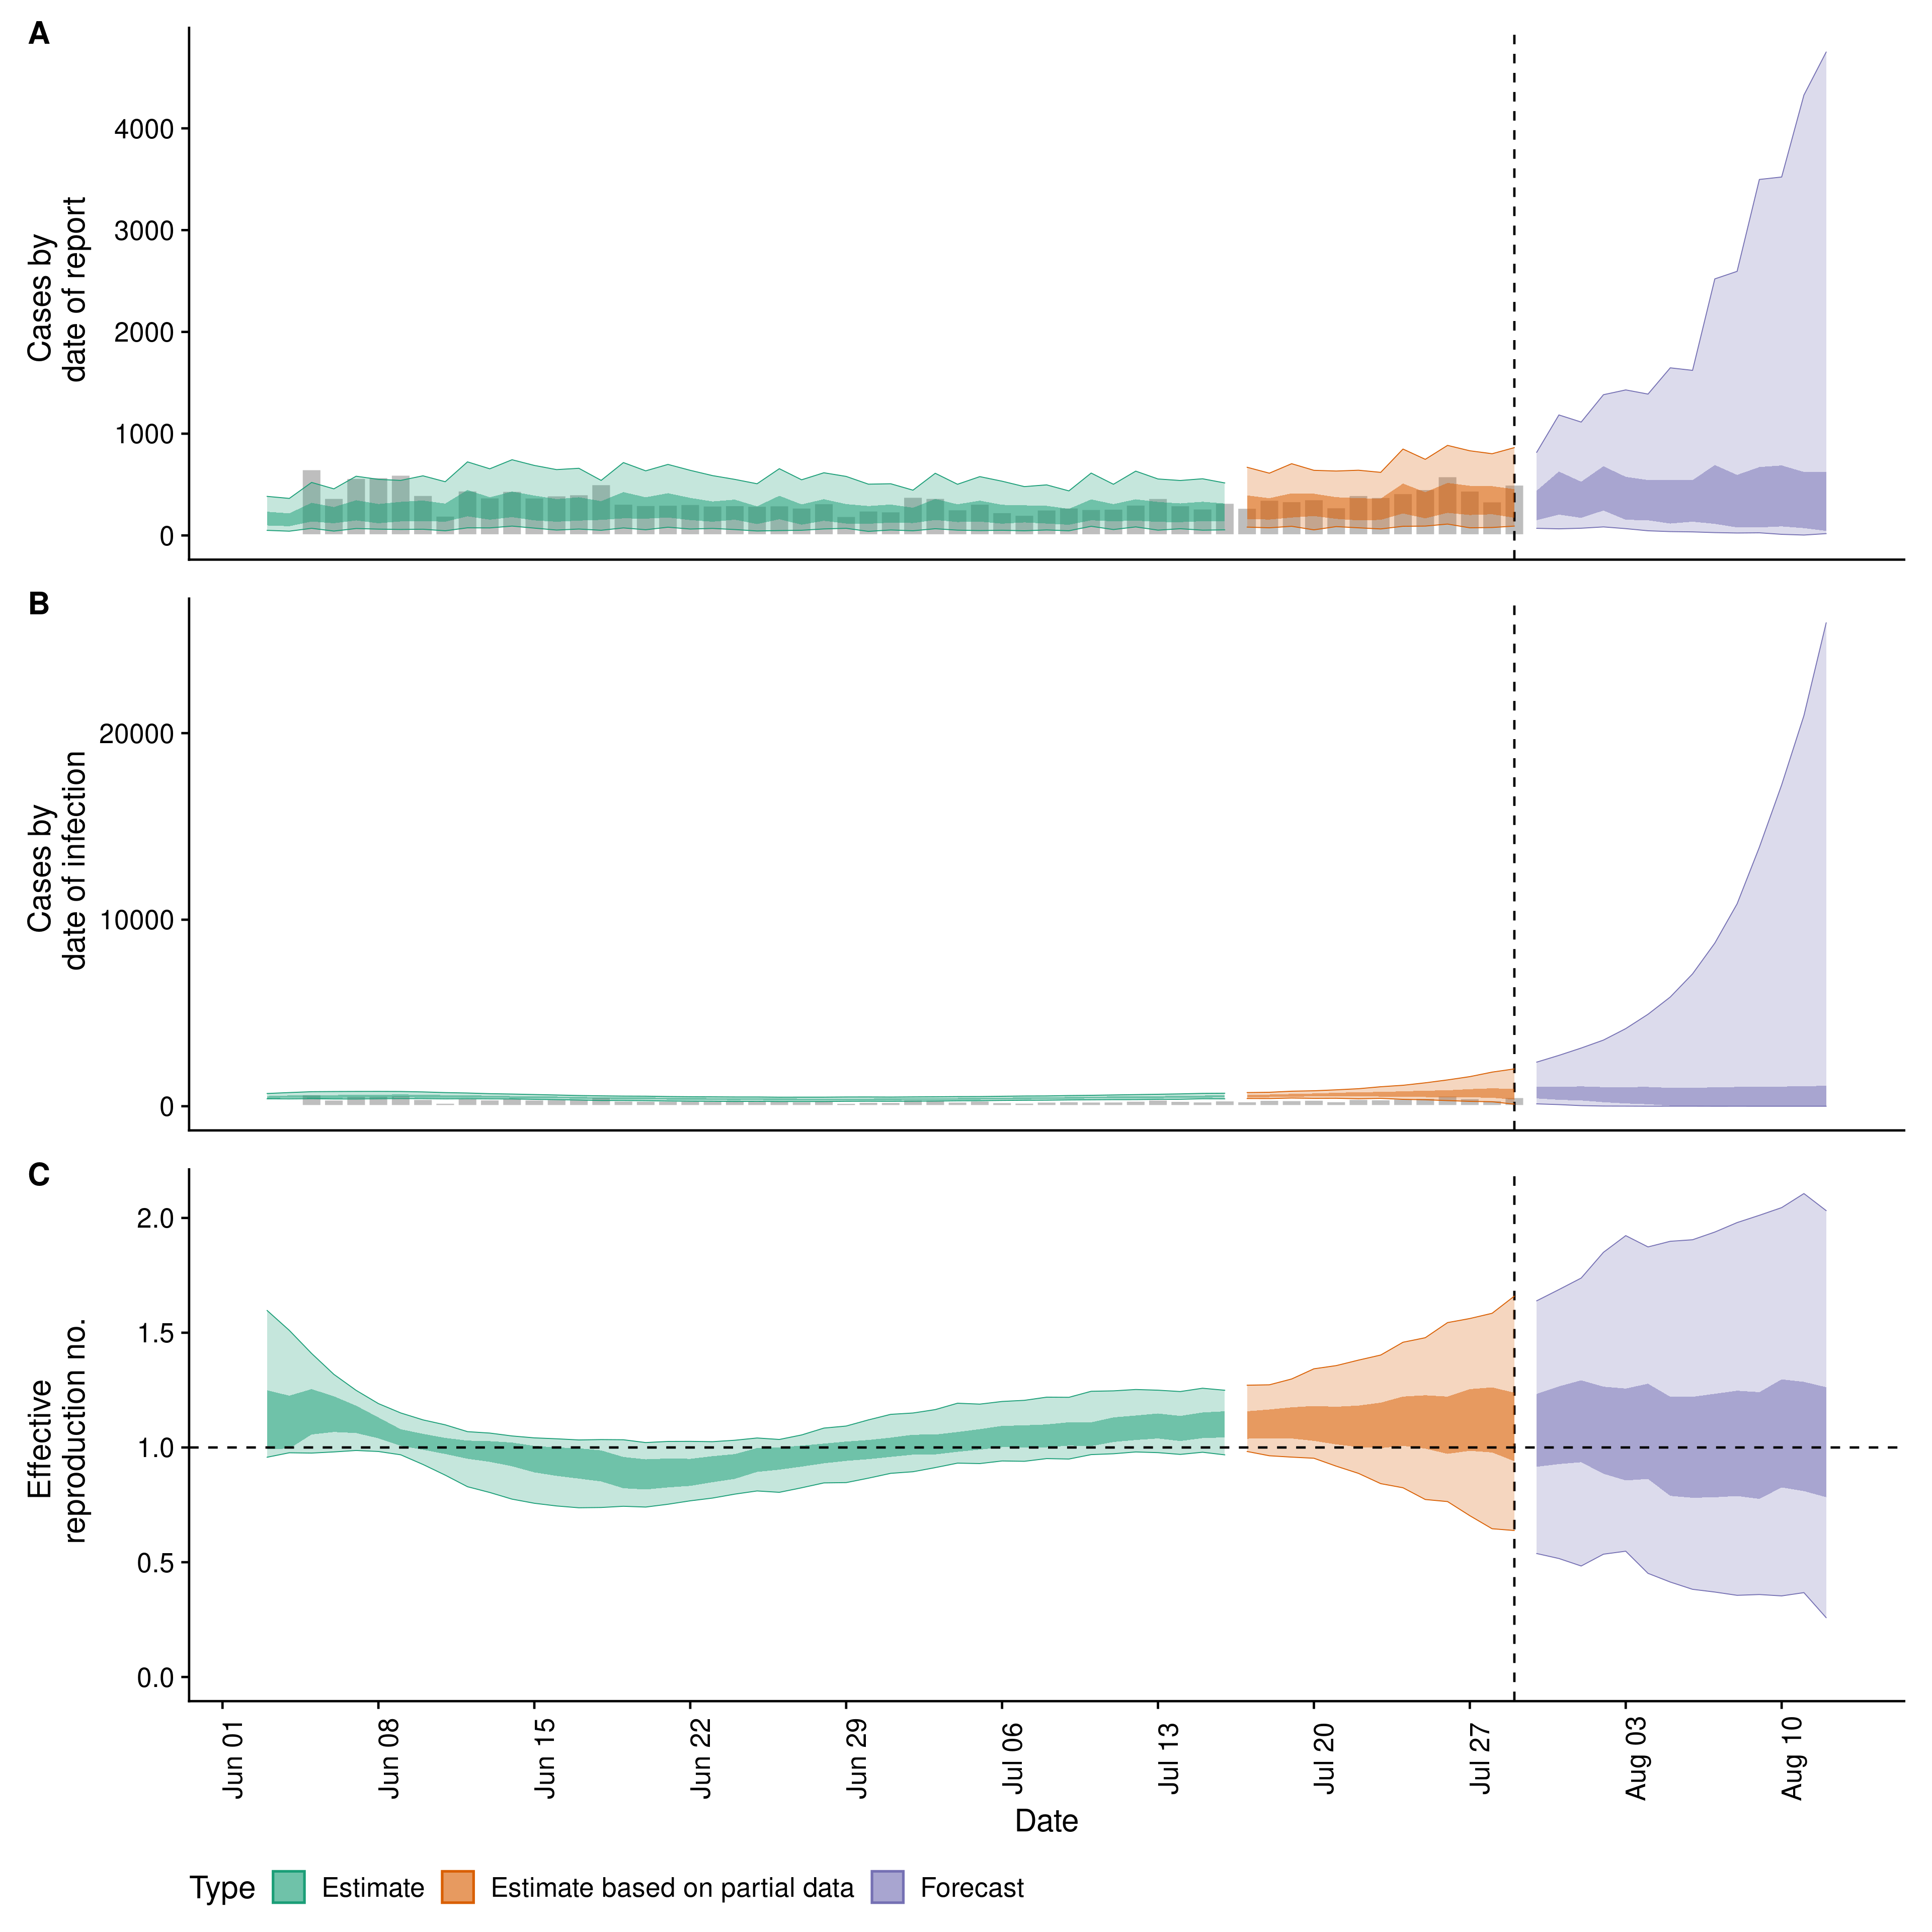 A
Cases by
date of report
4000
3000
2000
1000
0
B
Cases by
date of infection
20000
10000
0
C
Effective
reproduction no.
2.0
1.5
1.0
0.5
0.0
Jun 01
Jun 08
Jun 15
Jun 22
Jun 29
Jul 06
Jul 13
Jul 20
Jul 27
Aug 03
Aug 10
Date
Type Estimate Estimate based on partial data Forecast